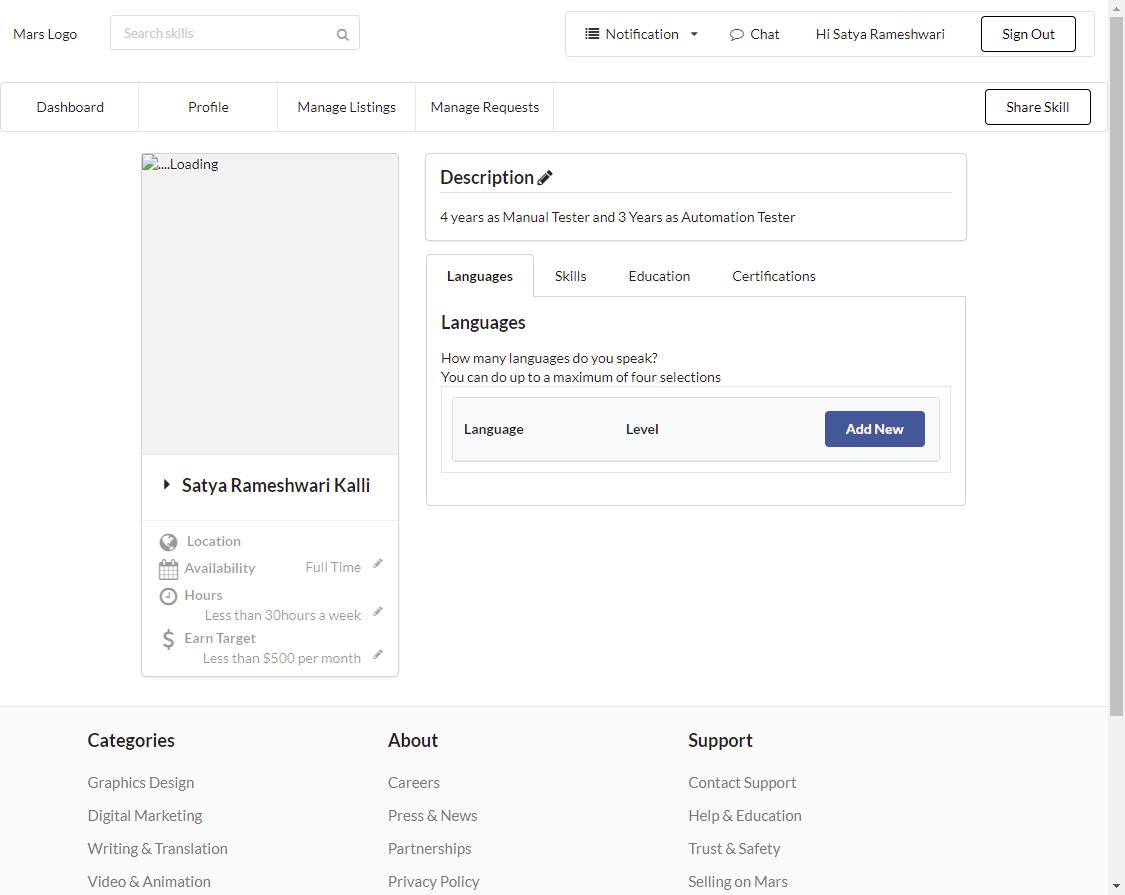 Mars Logo
Search skills
Notification
Chat
Hi Satya Rameshwari
Sign Out
Dashboard
Profile
Manage Listings
Manage Requests
Share Skill
....Loading
Satya Rameshwari Kalli
Location
Availability
Full Time
Hours
Less than 30hours a week
Earn Target
Less than $500 per month
Description
4 years as Manual Tester and 3 Years as Automation Tester
Languages
Skills
Education
Certifications
Languages
How many languages do you speak?
You can do up to a maximum of four selections
Language
Level
Add New
Categories
Graphics Design
Digital Marketing
Writing & Translation
Video & Animation
About
Careers
Press & News
Partnerships
Privacy Policy
Support
Contact Support
Help & Education
Trust & Safety
Selling on Mars